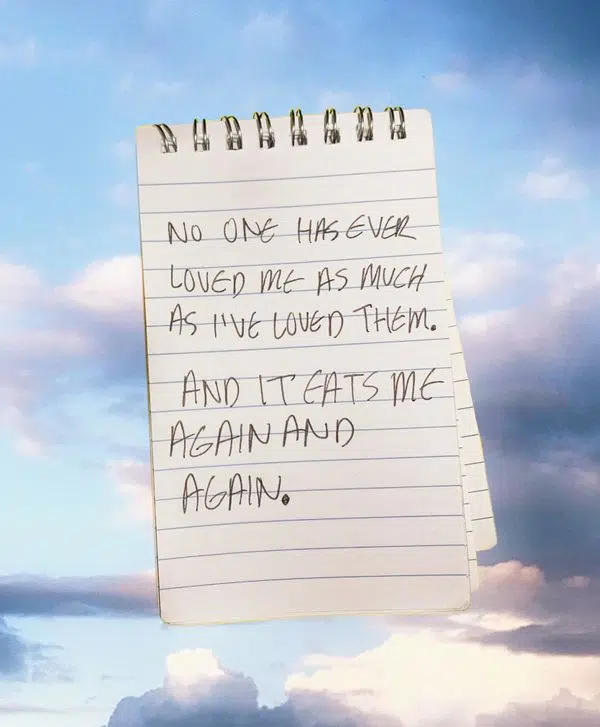 NO ONE HAS EVER
LOVED ME AS MUCH
AS I'VE LOVED THEM.
AND IT EATS ME
AGAIN AND
AGAIN.